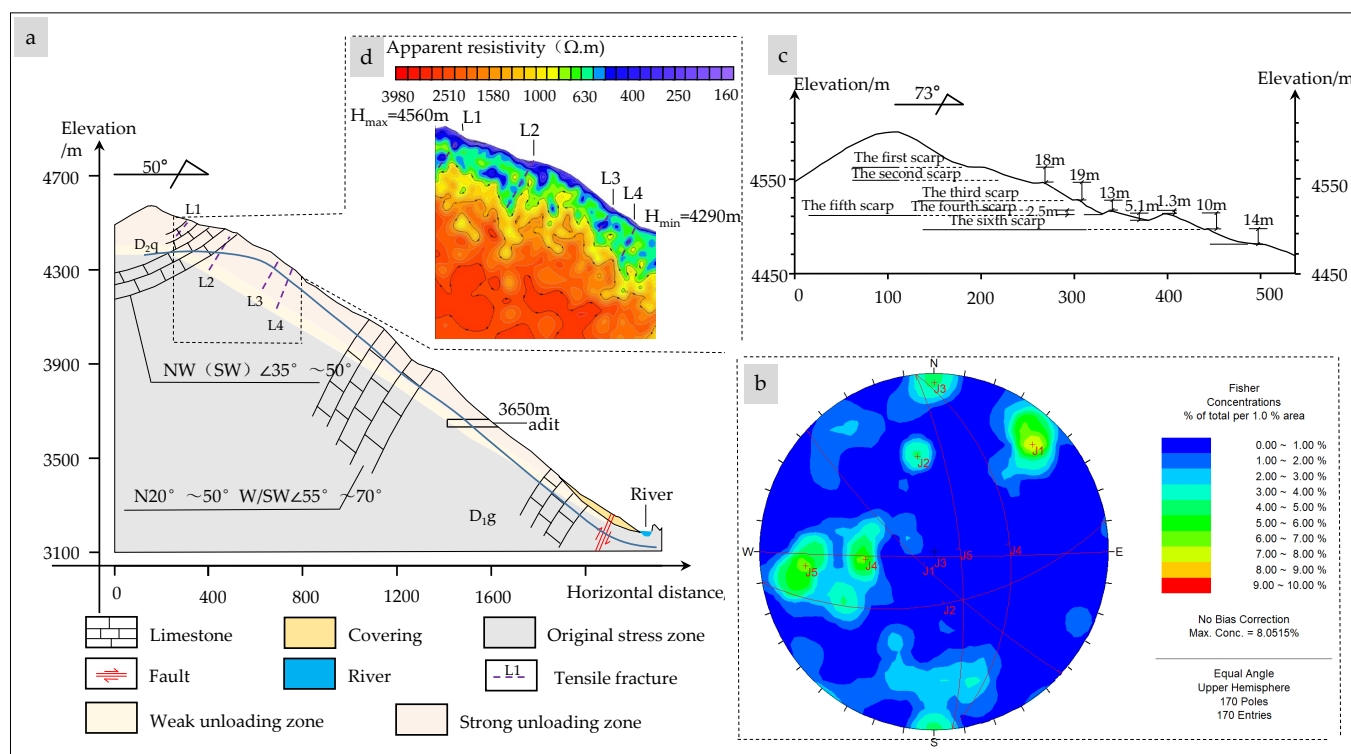 a
Elevation
/m
50°
4700
4300
3900
3500
3100
0
400
800
1200
1600
Horizontal distance/
L1
D₂q
L2
L3
L4
NW（SW）∠35° ～50°
N20° ～50° W/SW∠55° ～70°
3650m
adit
D₁g
River
Limestone
Covering
Original stress zone
Fault
River
L1
Tensile fracture
Weak unloading zone
Strong unloading zone
d
Apparent resistivity（Ω.m）
3980
2510
1580
1000
630
400
250
160
Hmax=4560m
L1
L2
L3
L4
Hmin=4290m
c
Elevation/m
Elevation/m
73°
The first scarp
The second scarp
The third scarp
The fourth scarp
The fifth scarp
The sixth scarp
18m
19m
13m
2.5m
5.1m
1.3m
10m
14m
4550
4450
4550
4450
0
100
200
300
400
500
b
N
J3
J1
J2
W
J5
J4
J1
J3
J5
J4
E
J2
S
Fisher
Concentrations
% of total per 1.0 % area
0.00 ~ 1.00 %
1.00 ~ 2.00 %
2.00 ~ 3.00 %
3.00 ~ 4.00 %
4.00 ~ 5.00 %
5.00 ~ 6.00 %
6.00 ~ 7.00 %
7.00 ~ 8.00 %
8.00 ~ 9.00 %
9.00 ~ 10.00 %
No Bias Correction
Max. Conc. = 8.0515%
Equal Angle
Upper Hemisphere
170 Poles
170 Entries